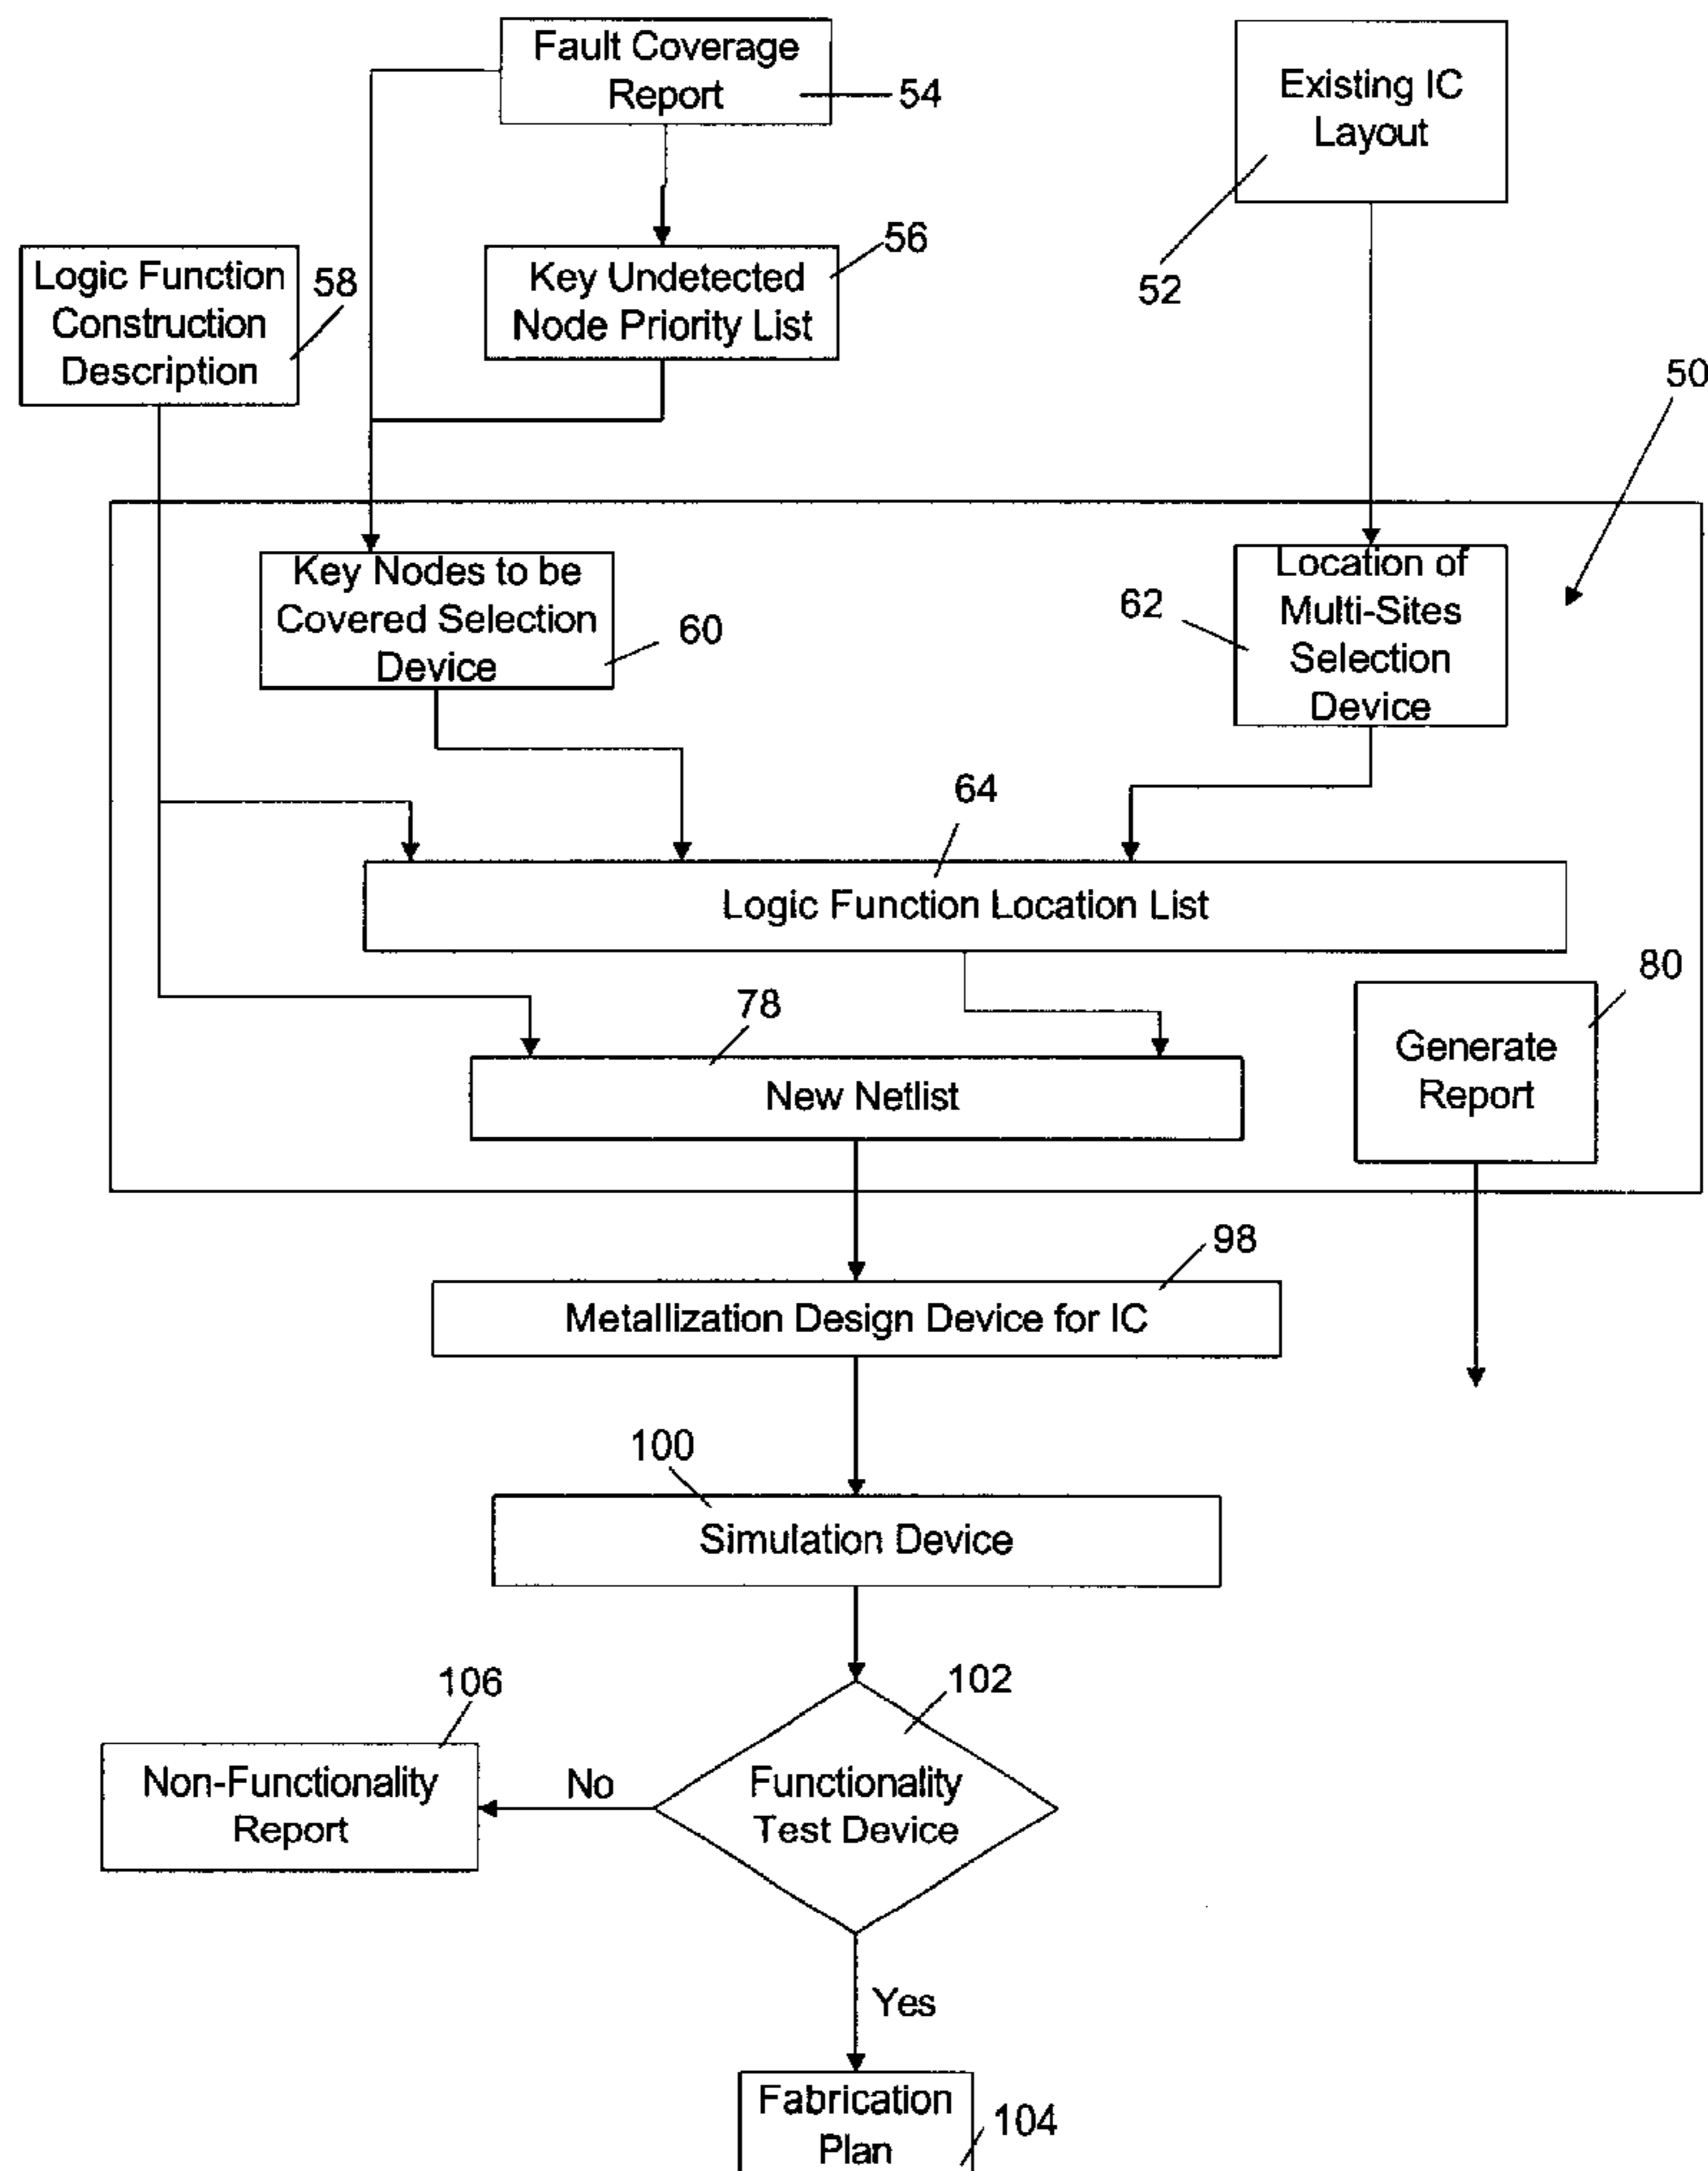 Fault Coverage
Report
54
Existing IC
Layout
52
Logic Function
Construction
Description
58
Key Undetected
Node Priority List
56
50
Key Nodes to be
Covered Selection
Device
60
Location of
Multi-Sites
Selection
Device
62
64
Logic Function Location List
78
New Netlist
80
Generate
Report
98
Metallization Design Device for IC
100
Simulation Device
102
Functionality
Test Device
No
106
Non-Functionality
Report
Yes
Fabrication
Plan
104